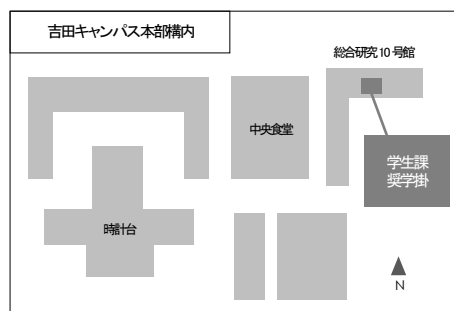 吉田キャンパス本部構内
総合研究10号館
中央食堂
学生課
奨学掛
時計台
N